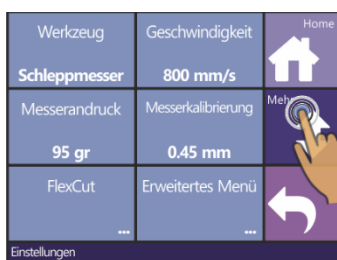 Werkzeug
Schleppmesser
Geschwindigkeit
800 mm/s
Home
Messerandruck
95 gr
Messerkalibrierung
0.45 mm
FlexCut
...
Erweitertes Menü
...
Einstellungen